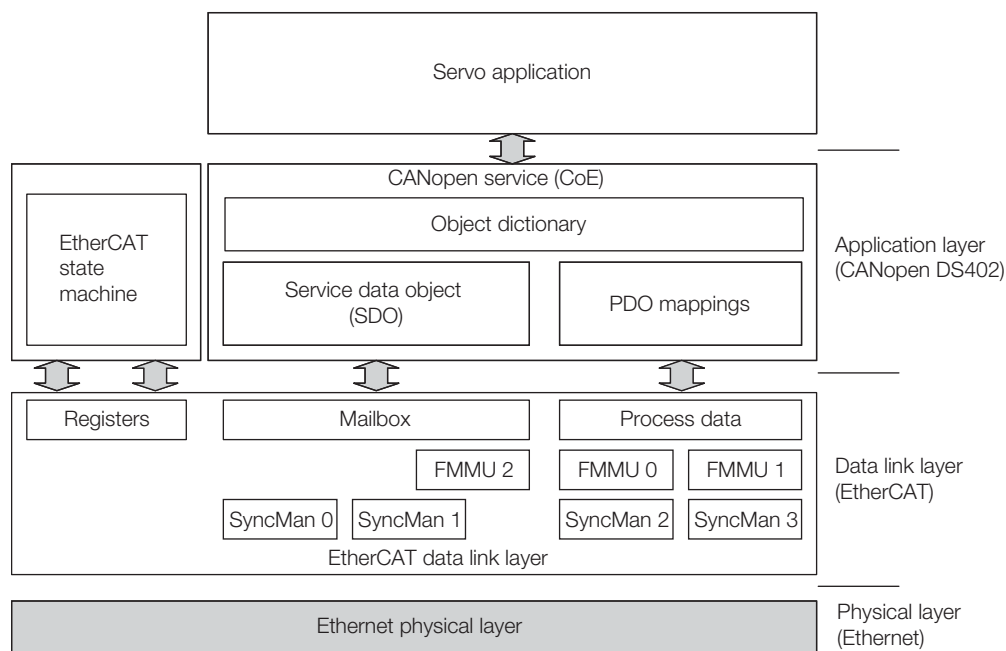 Servo application
CANopen service (CoE)
Object dictionary
EtherCAT
state
machine
Service data object
(SDO)
PDO mappings
Application layer
(CANopen DS402)
Registers
Mailbox
Process data
FMMU 2
FMMU 0
FMMU 1
Data link layer
(EtherCAT)
SyncMan 0
SyncMan 1
SyncMan 2
SyncMan 3
EtherCAT data link layer
Ethernet physical layer
Physical layer
(Ethernet)